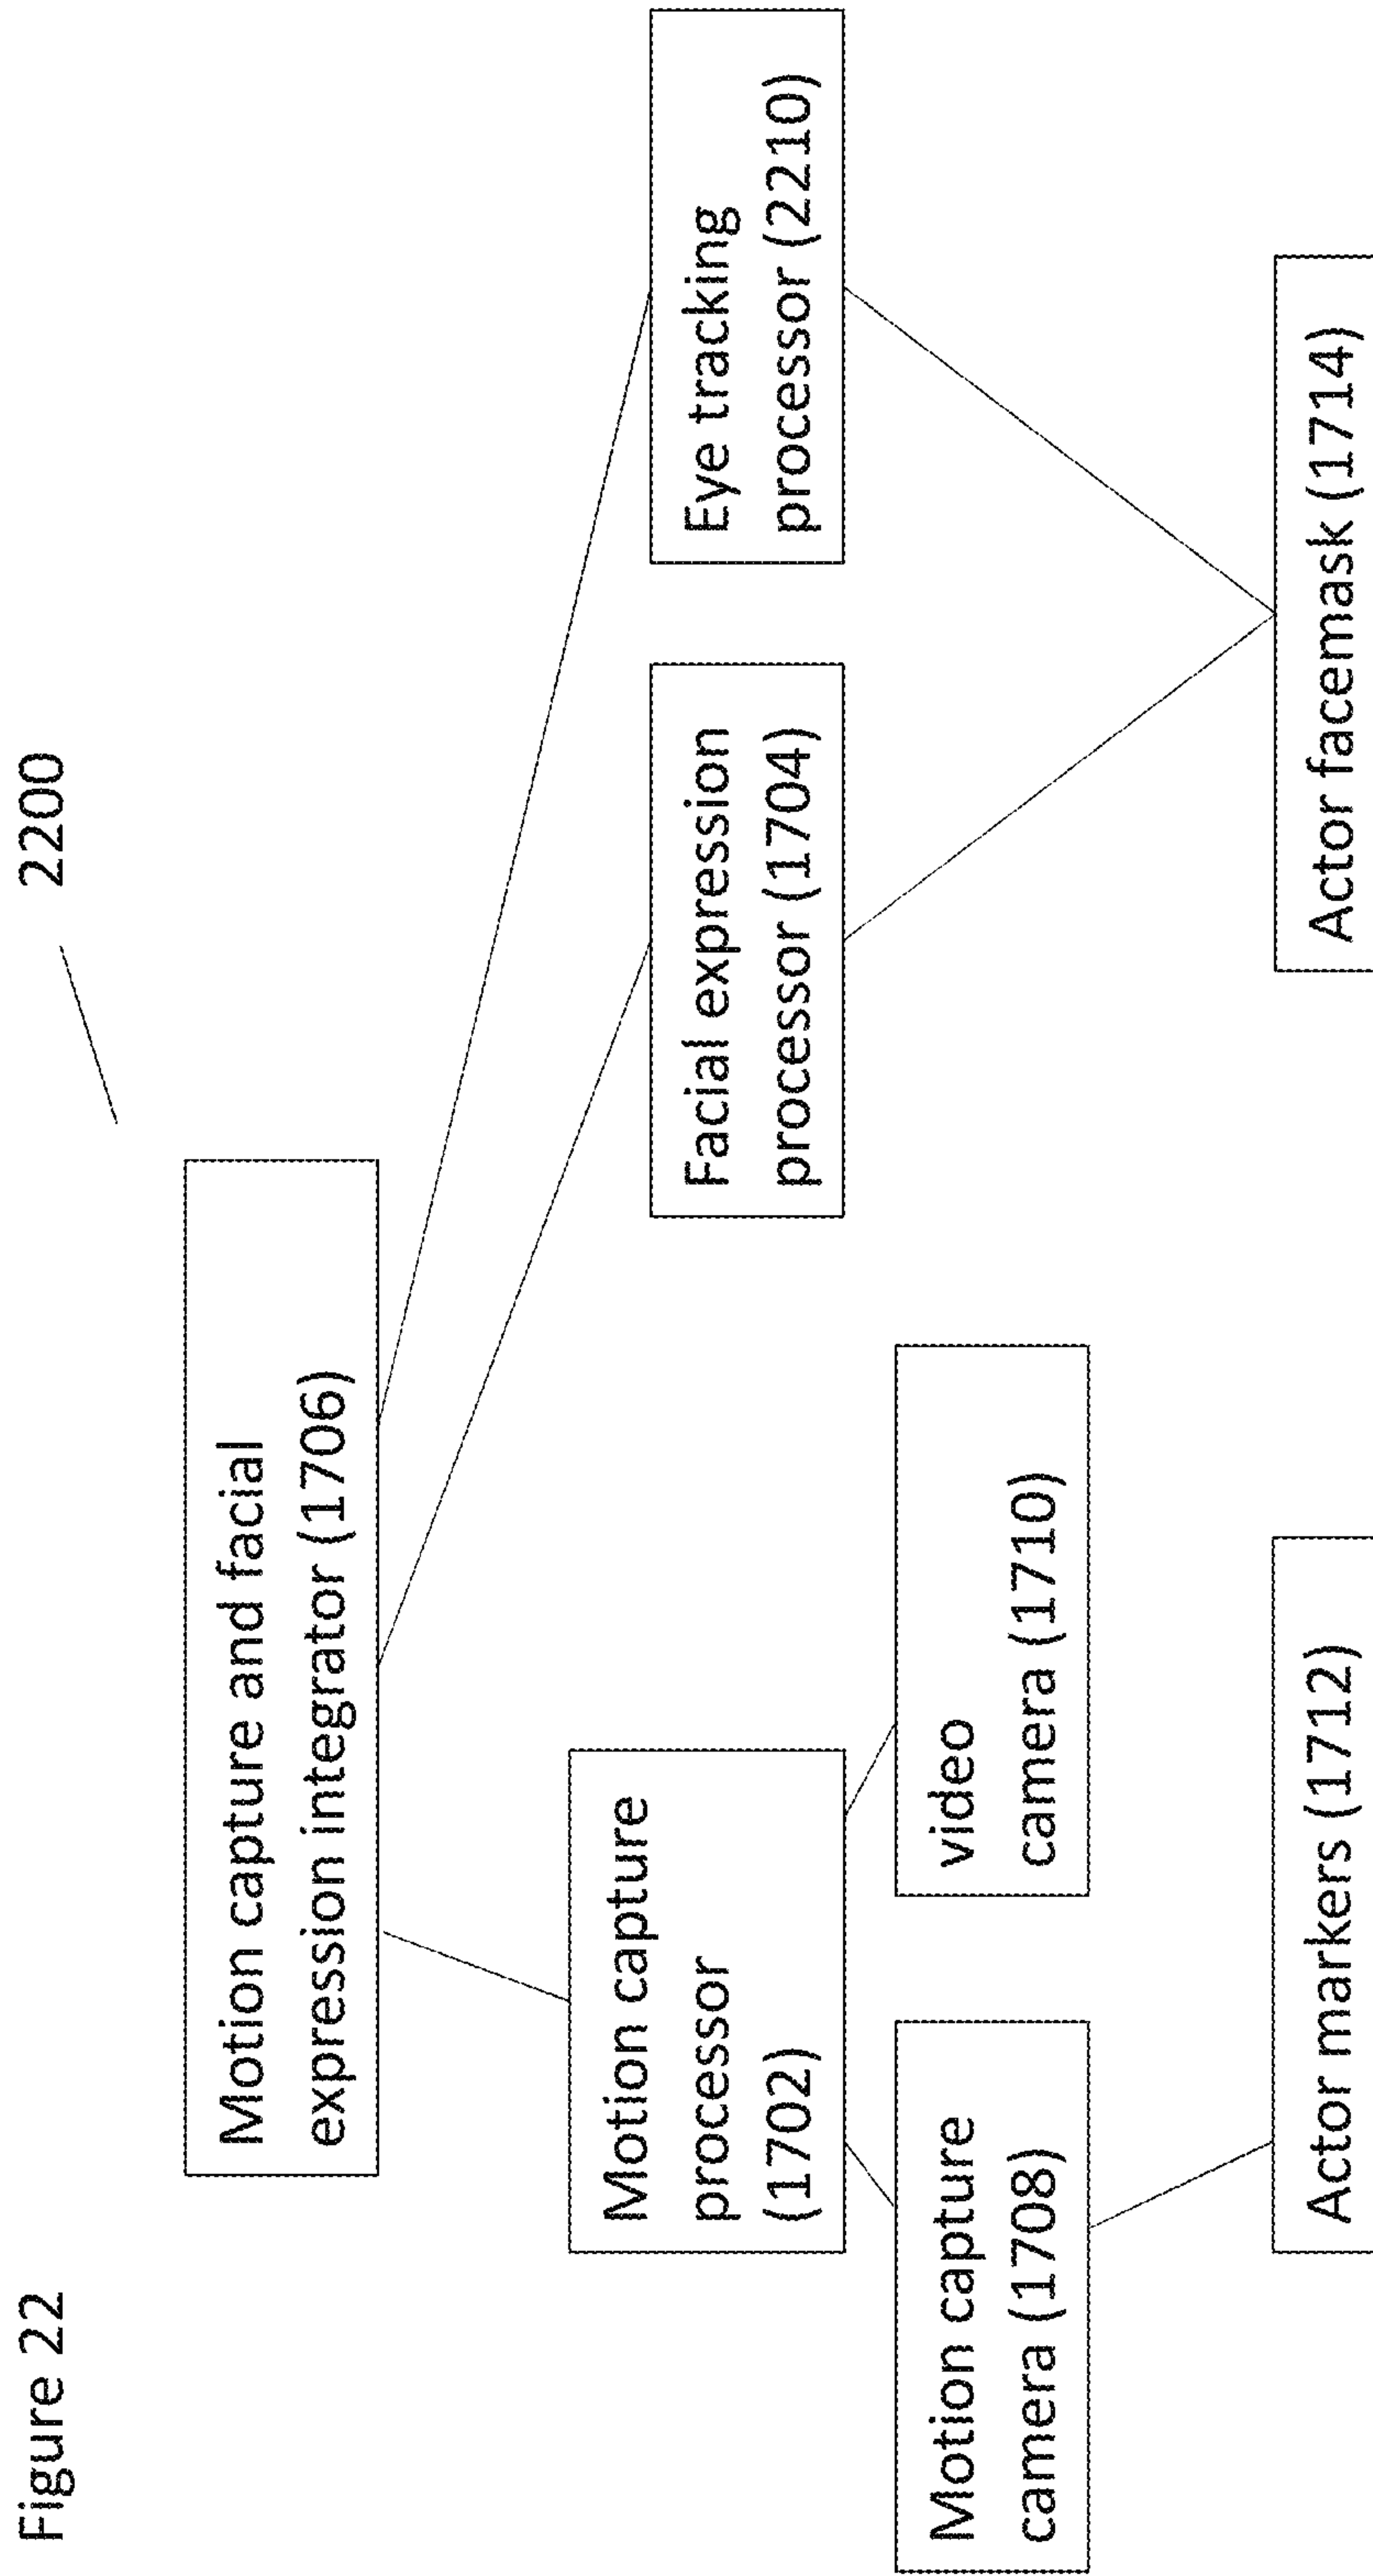 Figure 22
2200
Motion capture and facial
expression integrator (1706)
Motion capture
processor
(1702)
Facial expression
processor (1704)
Eye tracking
processor (2210)
Motion capture
camera (1708)
video
camera (1710)
Actor markers (1712)
Actor facemask (1714)